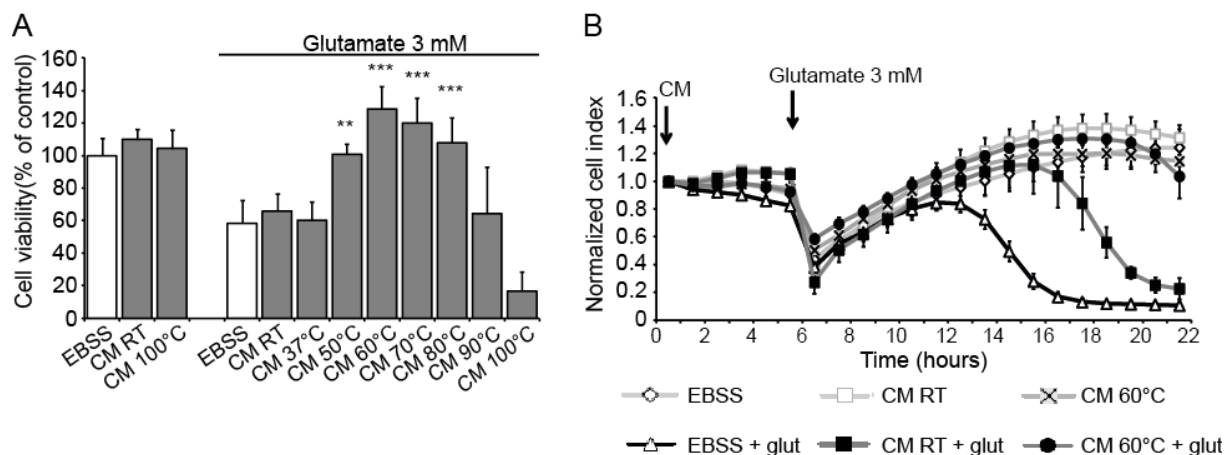 A
Glutamate 3 mM
Cell viability(% of control)
160
140
120
100
80
60
40
20
0
**
***
***
***
EBSS
CM RT
CM 100°C
EBSS
CM RT
CM 37°C
CM 50°C
CM 60°C
CM 70°C
CM 80°C
CM 90°C
CM 100°C
B
CM
Glutamate 3 mM
Normalized cell index
1.6
1.4
1.2
1.0
0.8
0.6
0.4
0.2
0
0 2 4 6 8 10 12 14 16 18 20 22
Time (hours)
EBSS CM RT CM 60°C
EBSS + glut CM RT + glut CM 60°C + glut